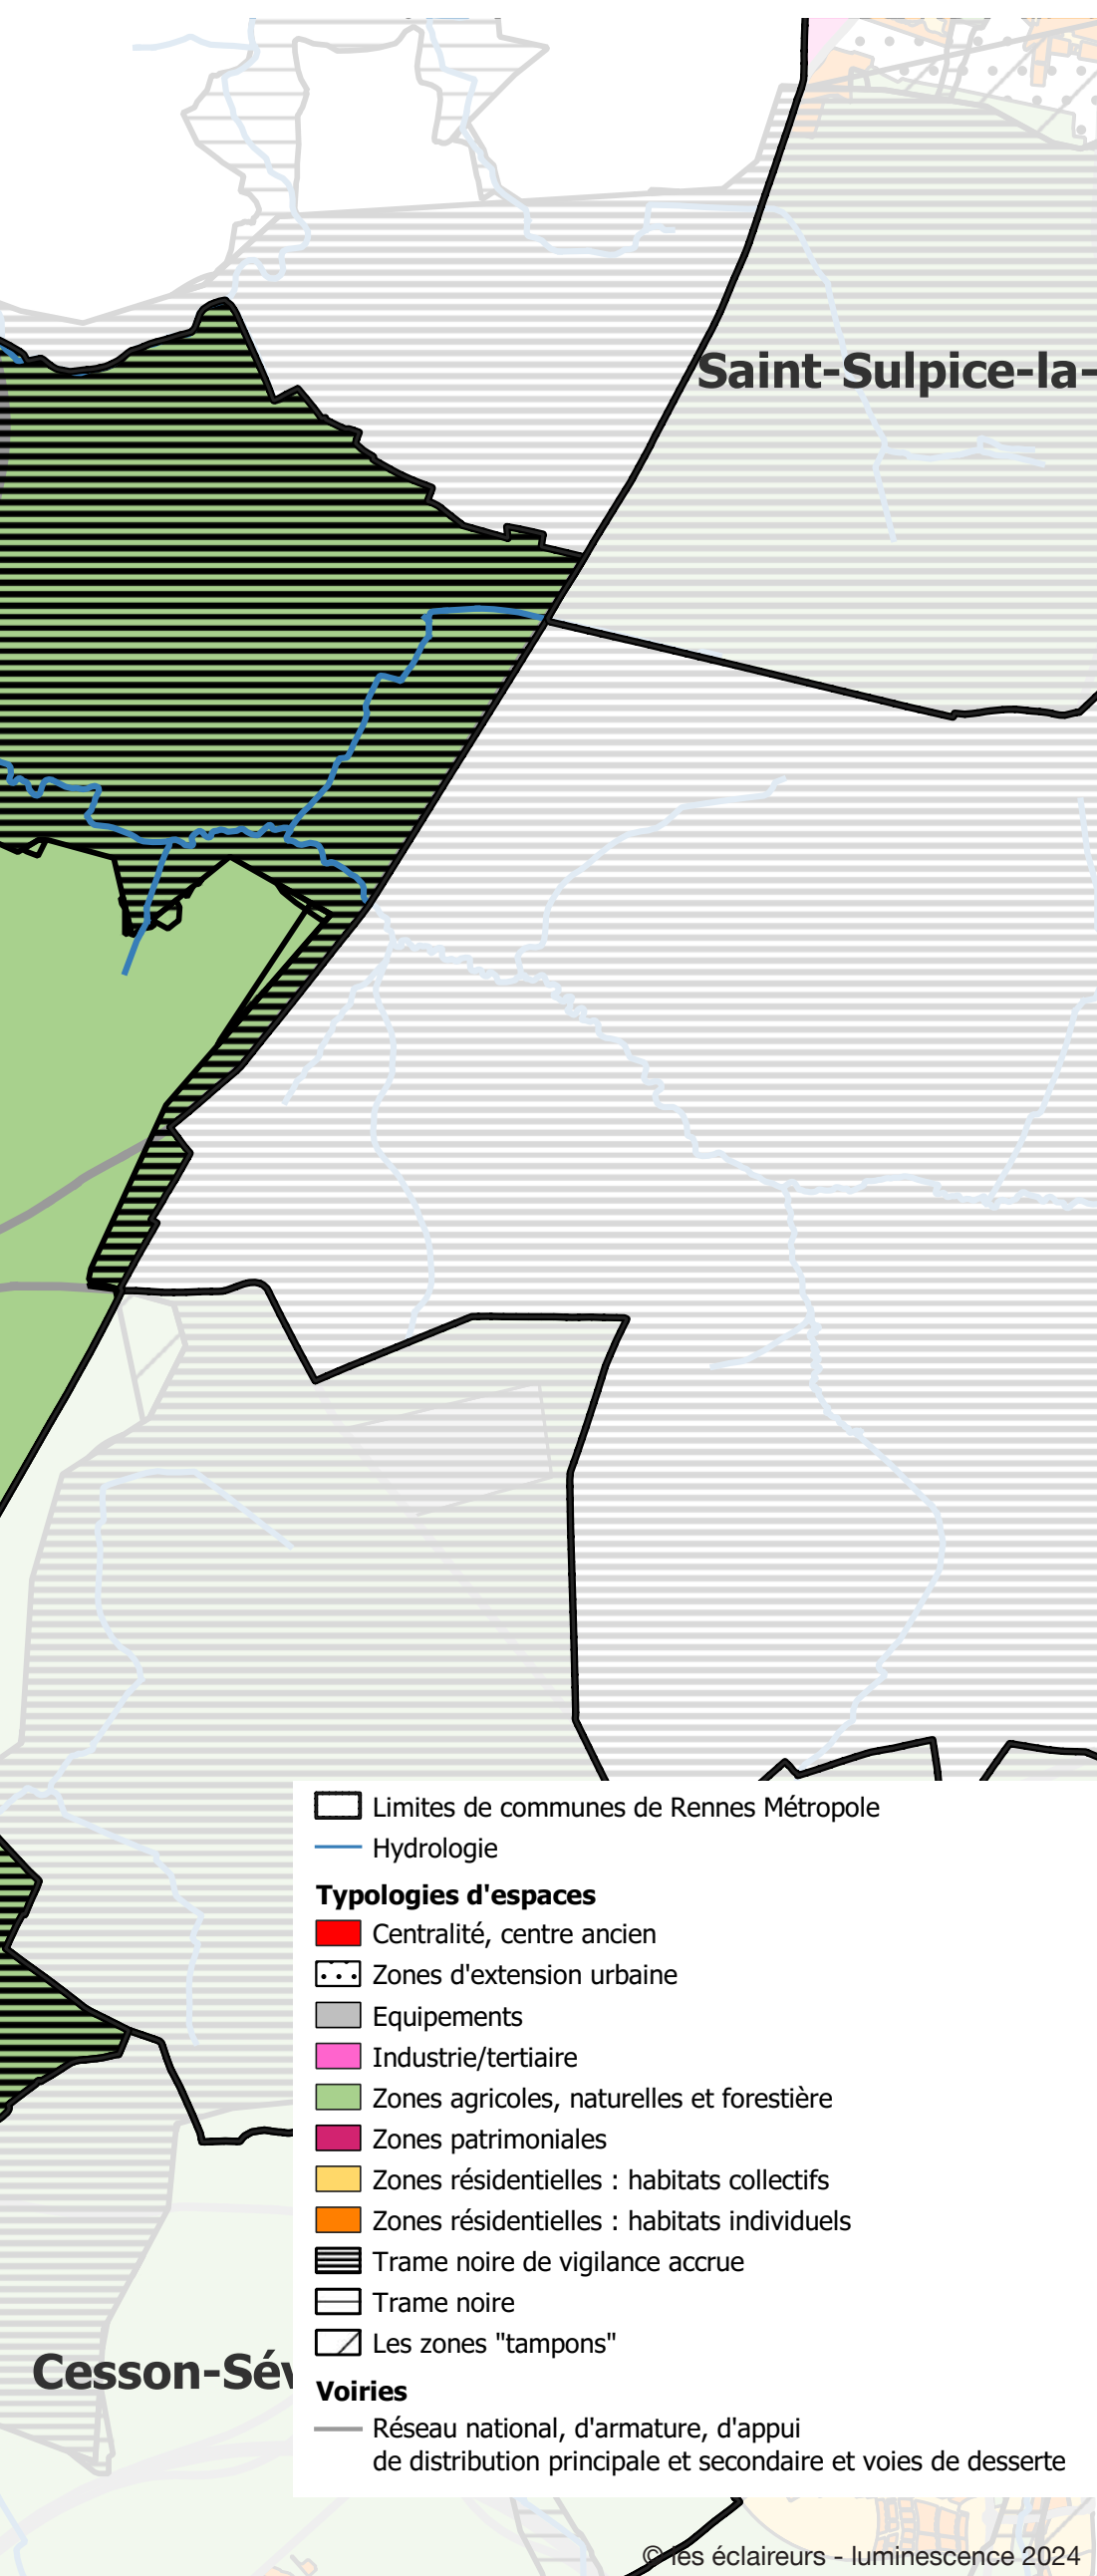 Saint-Sulpice-la-
Limites de communes de Rennes Métropole
Hydrologie
Typologies d'espaces
Centralité, centre ancien
Zones d'extension urbaine
Equipements
Industrie/tertiaire
Zones agricoles, naturelles et forestière
Zones patrimoniales
Zones résidentielles : habitats collectifs
Zones résidentielles : habitats individuels
Trame noire de vigilance accrue
Trame noire
Les zones "tampons"
Cesson-Sév
Voiries
Réseau national, d'armature, d'appui
de distribution principale et secondaire et voies de desserte
© les éclaireurs - luminescence 2024